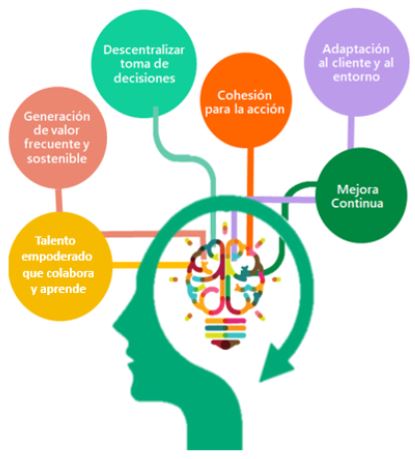 Descentralizar
toma de
decisiones
Adaptación
al cliente y al
entorno
Cohesión
para la acción
Generación
de valor
frecuente y
sostenible
Mejora
Continua
Talento
empoderado
que colabora
y aprende